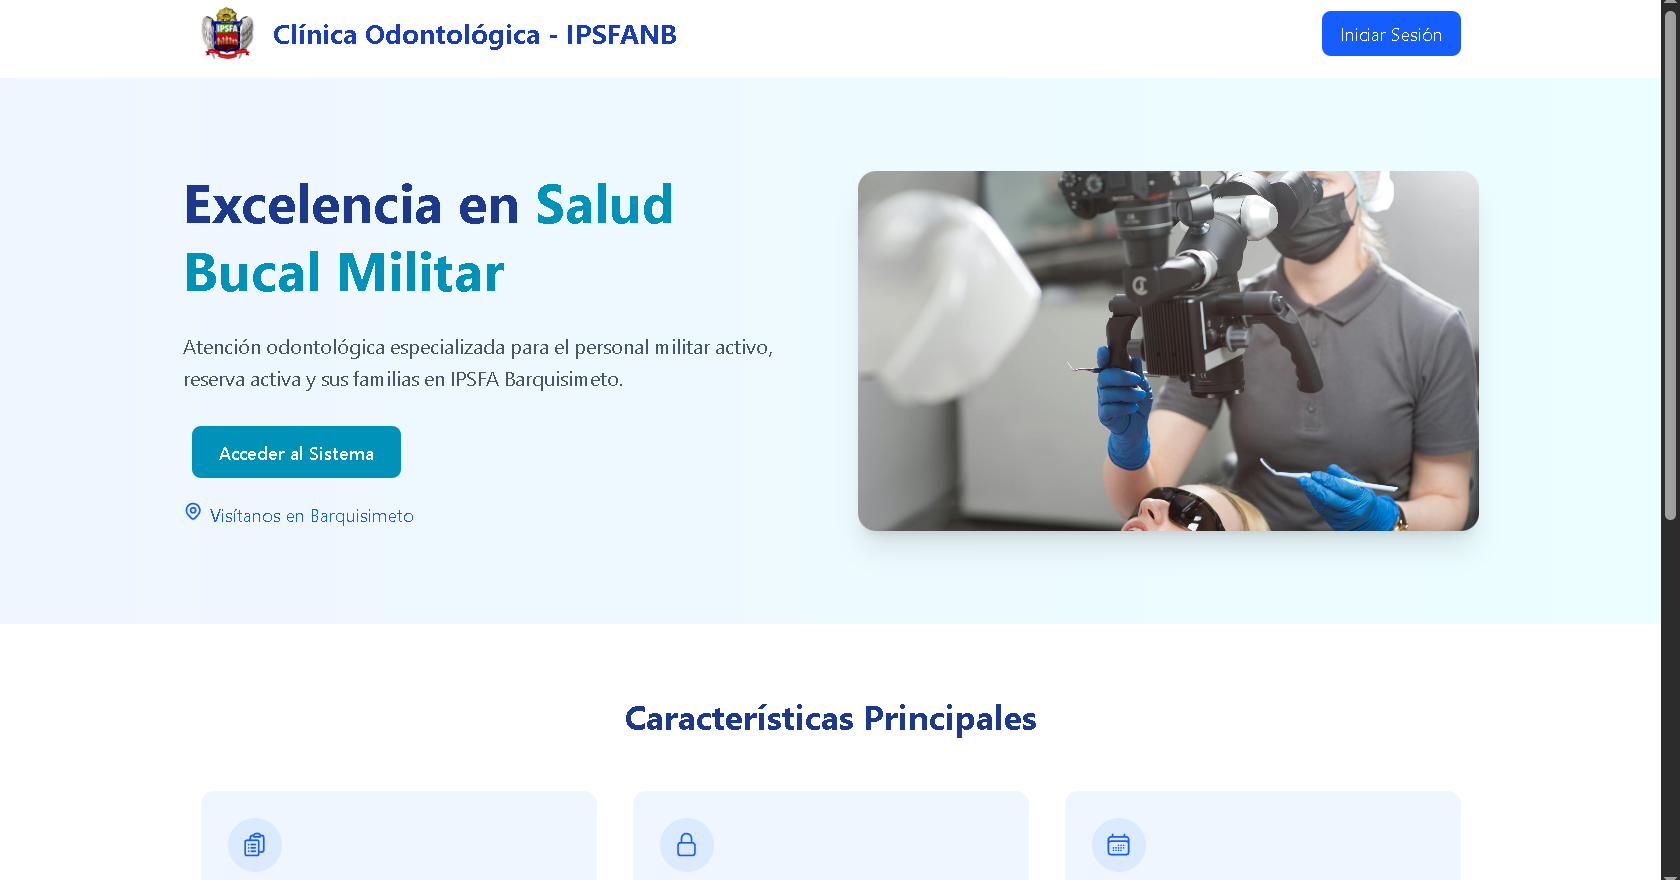 IPSFA
Clínica Odontológica - IPSFANB
Iniciar Sesión
Excelencia en Salud
Bucal Militar
Atención odontológica especializada para el personal militar activo,
reserva activa y sus familias en IPSFA Barquisimeto.
Acceder al Sistema
Visítanos en Barquisimeto
Características Principales